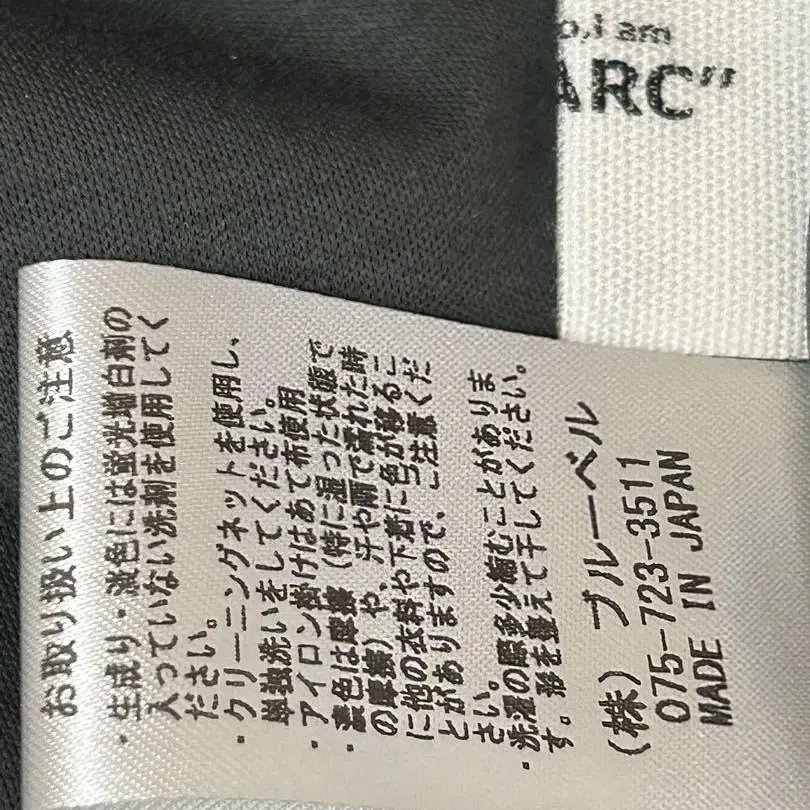 o, i am
ARC"
お取り扱い上のご注意
・生成り・淡色には蛍光増白剤の
入っていない洗剤を使用してく
ださい。
・クリーニングネットを使用し、
単独洗いをしてください。
・アイロン掛けはあて布使用
・濃色は摩擦（特に湿った状態で
の摩擦）や、汗や雨で濡れた時
に他の衣料や下着に色が移るこ
とがありますので、ご注意くだ
さい。
・洗濯の際多少縮むことがありま
す。形を整えて干してください。
（株）ブルーベル
075-723-3511
MADE IN JAPAN